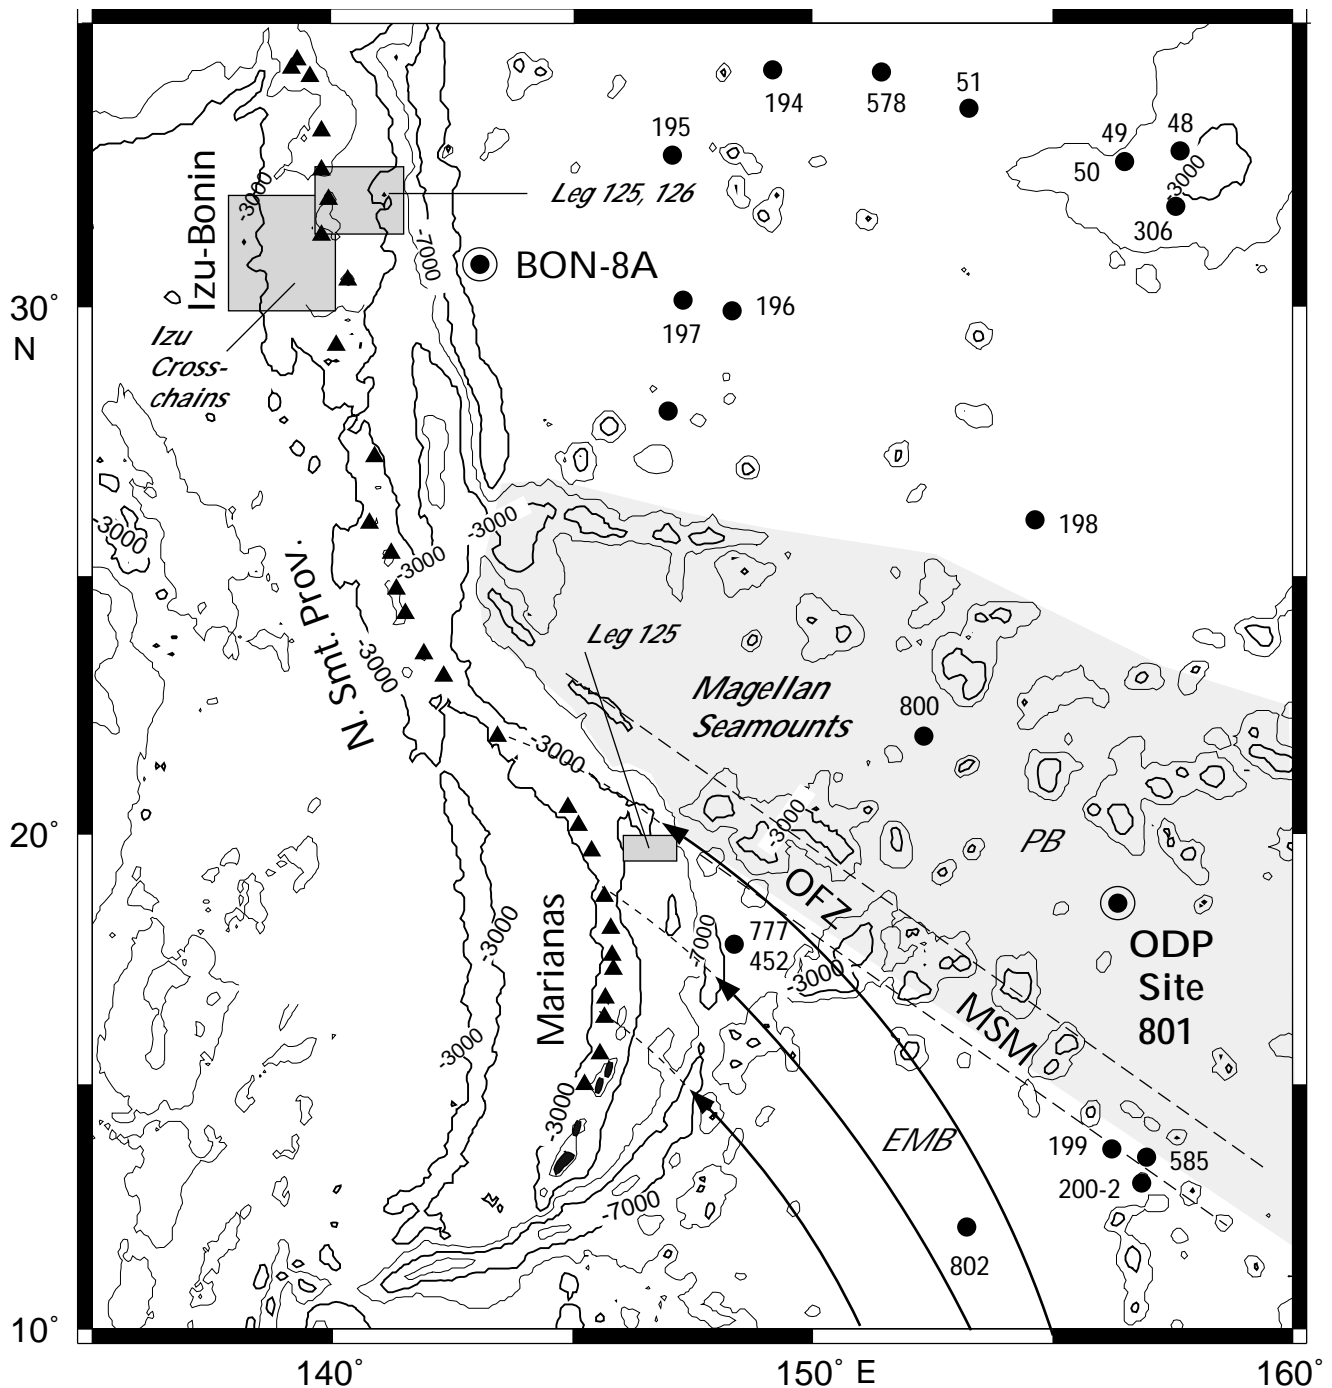 51
194
578
195
49
48
50
-3000
306
Izu-Bonin
-3000
Leg 125, 126
-7000
BON-8A
30°
N
196
197
Izu
Cross-
chains
198
-3000
-3000
-3000
N. Smt. Prov.
-3000
Leg 125
Magellan
Seamounts
800
-3000
20°
-3000
PB
OFZ
Marianas
-3000
-7000
777
452
-3000
ODP
Site
801
MSM
-3000
-3000
EMB
199
585
200-2
-7000
802
10°
140°
150° E
160°